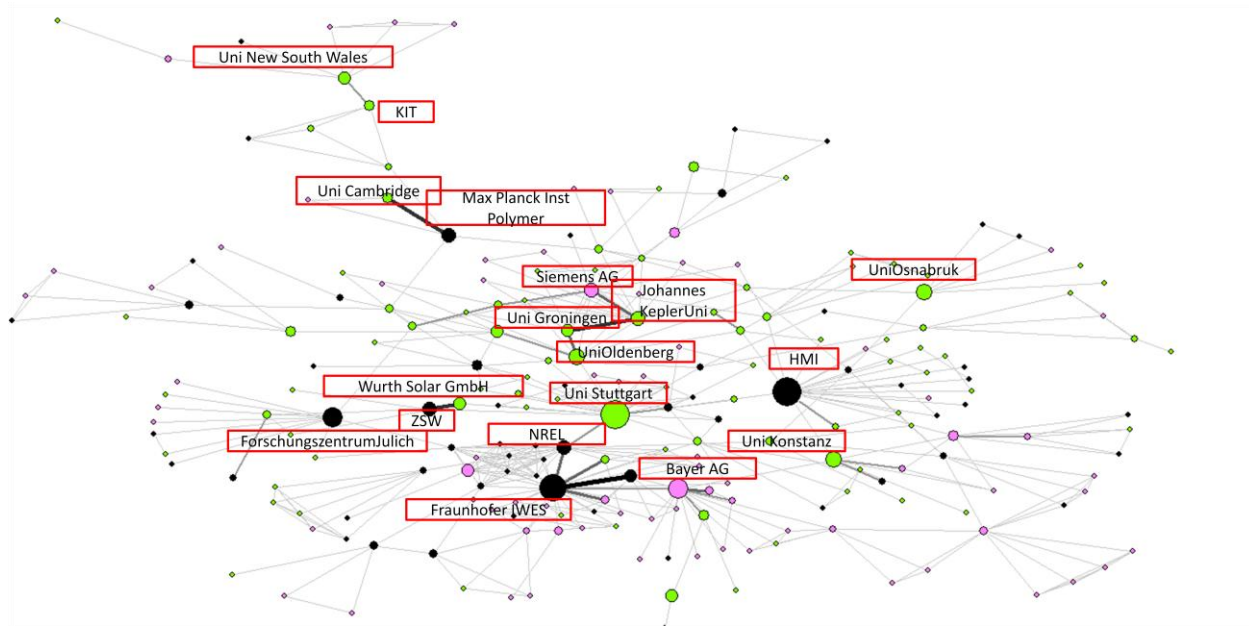 Uni New South Wales
KIT
Uni Cambridge
Max Planck Inst
Polymer
UniOsnabruk
Siemens AG
Johannes
KeplerUni
Uni Groningen
UniOldenberg
HMI
Wurth Solar GmbH
Uni Stuttgart
ZSW
NREL
Uni Konstanz
ForschungszentrumJulich
Bayer AG
Fraunhofer IWES